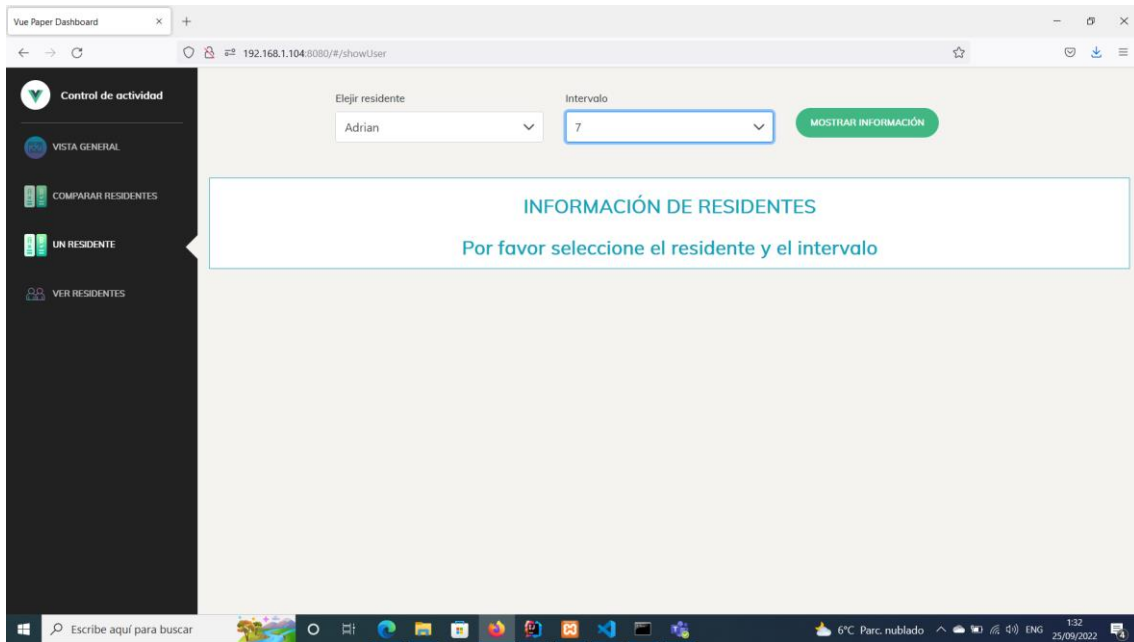 Vue Paper Dashboard
192.168.1.104:8080/#/showUser
Control de actividad
VISTA GENERAL
COMPARAR RESIDENTES
UN RESIDENTE
VER RESIDENTES
Elejir residente
Adrian
Intervalo
7
MOSTRAR INFORMACIÓN
INFORMACIÓN DE RESIDENTES
Por favor seleccione el residente y el intervalo
Escribe aquí para buscar
6°C Parc. nublado
ENG
1:32
25/09/2022